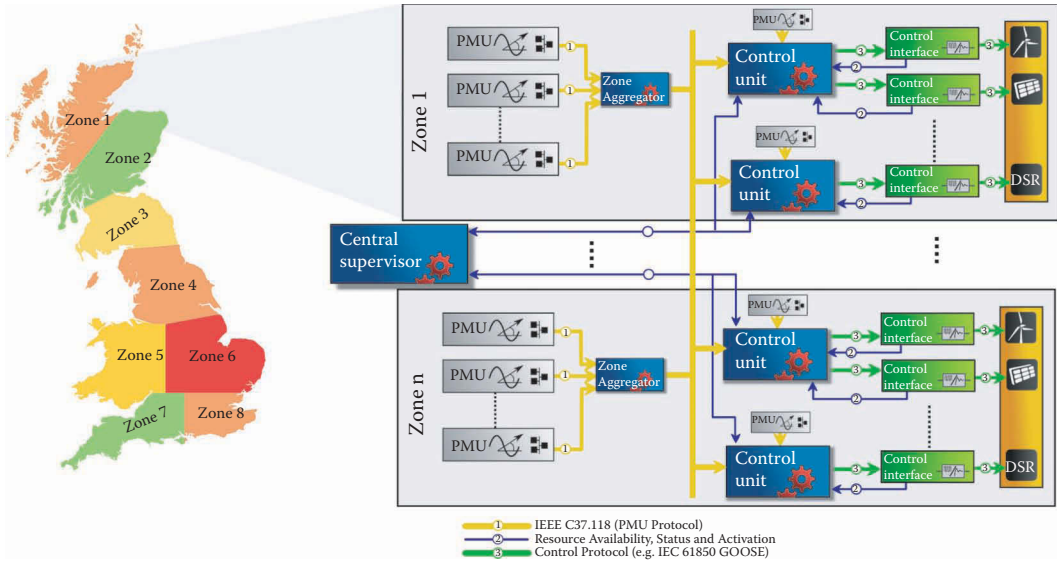 Zone 1
Zone 2
Zone 3
Zone 4
Zone 5
Zone 6
Zone 7
Zone 8
Zone 1
PMU
1
PMU
1
PMU
1
Zone
Aggregator
PMU
Control
unit
3
2
3
2
Control
interface
3
Control
interface
3
PMU
Control
unit
3
2
Control
interface
3
DSR
Central
supervisor
Zone n
PMU
1
PMU
1
PMU
1
Zone
Aggregator
PMU
Control
unit
3
2
3
2
Control
interface
3
Control
interface
3
PMU
Control
unit
3
2
Control
interface
3
DSR
1 IEEE C37.118 (PMU Protocol)
2 Resource Availability, Status and Activation
3 Control Protocol (e.g. IEC 61850 GOOSE)